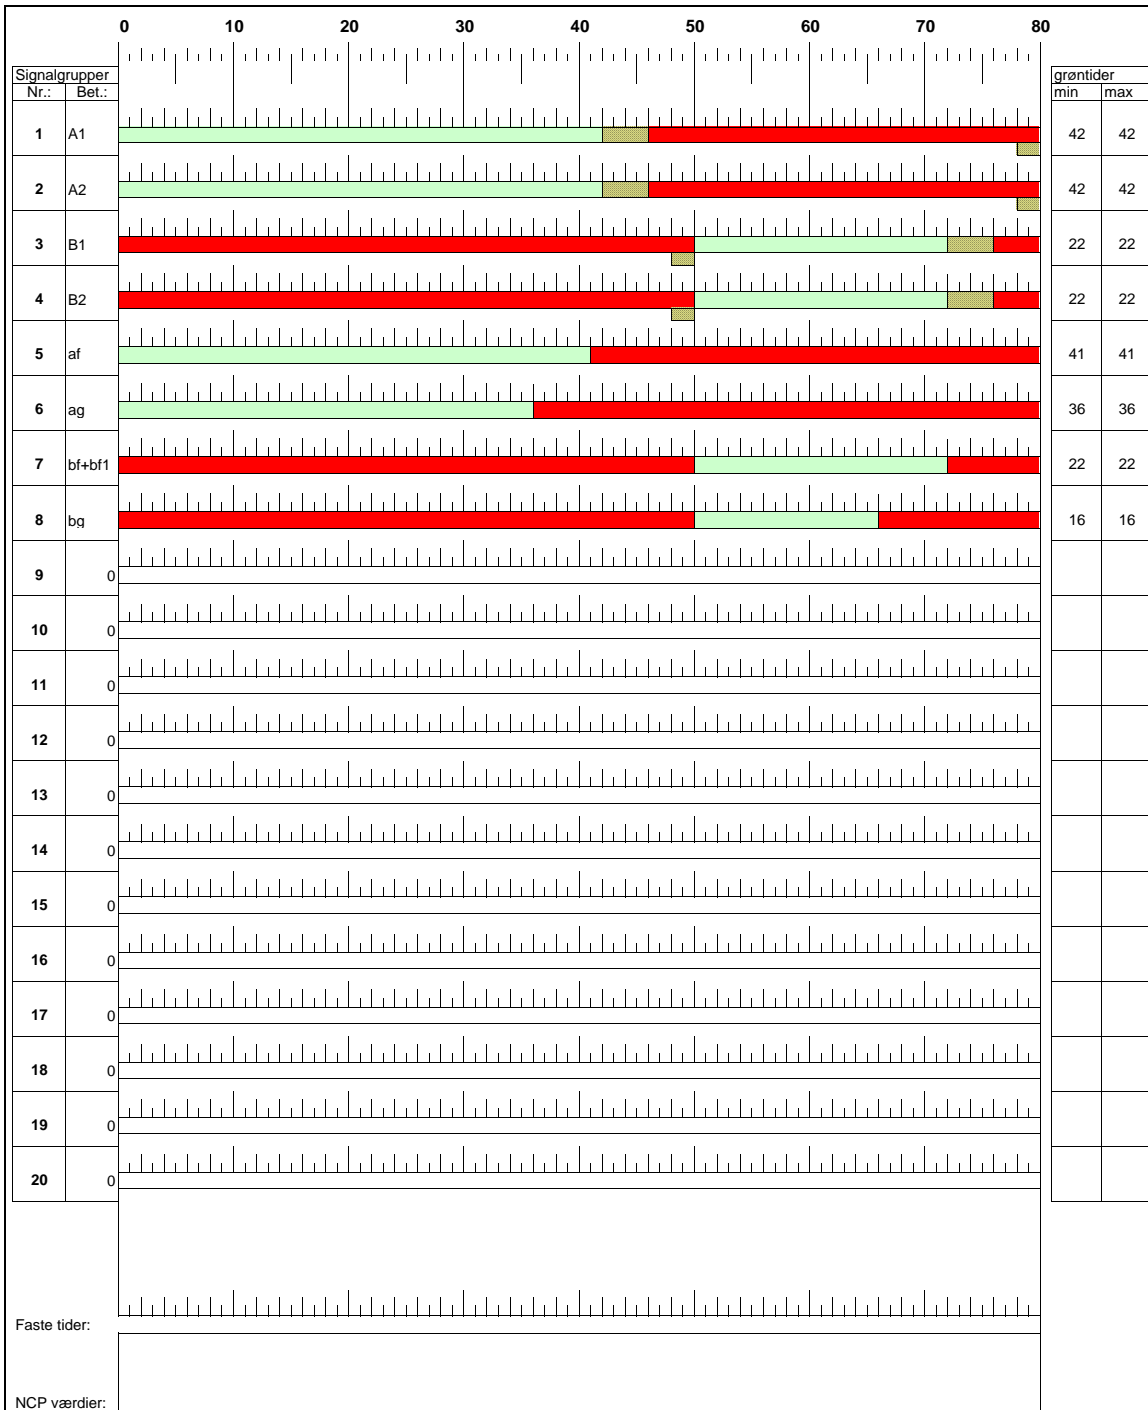 0 10 20 30 40 50 60 70 80
Signalgrupper grøntider
Nr.: Bet.: min max
1 A1 42 42
2 A2 42 42
3 B1 22 22
4 B2 22 22
5 af 41 41
6 ag 36 36
7 bf+bf1 22 22
8 bg 16 16
9 0
10 0
11 0
12 0
13 0
14 0
15 0
16 0
17 0
18 0
19 0
20 0
Faste tider:
NCP værdier: